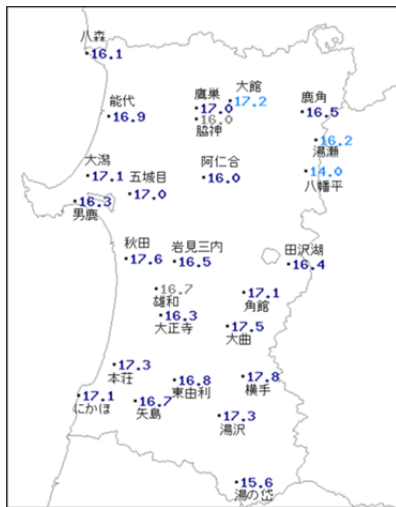 八森
16.1
大館
17.2
鷹巣
17.0
能代
16.9
16.0
脇神
鹿角
16.5
16.2
湯瀬
大潟
17.1
五城目
17.0
阿仁合
16.0
14.0
八幡平
16.3
男鹿
秋田
17.6
岩見三内
16.5
田沢湖
16.4
16.7
雄和
17.1
角館
16.3
大正寺
17.5
大曲
17.3
本荘
16.8
東由利
17.8
横手
17.1
にかほ
16.7
矢島
17.3
湯沢
15.6
湯の岱